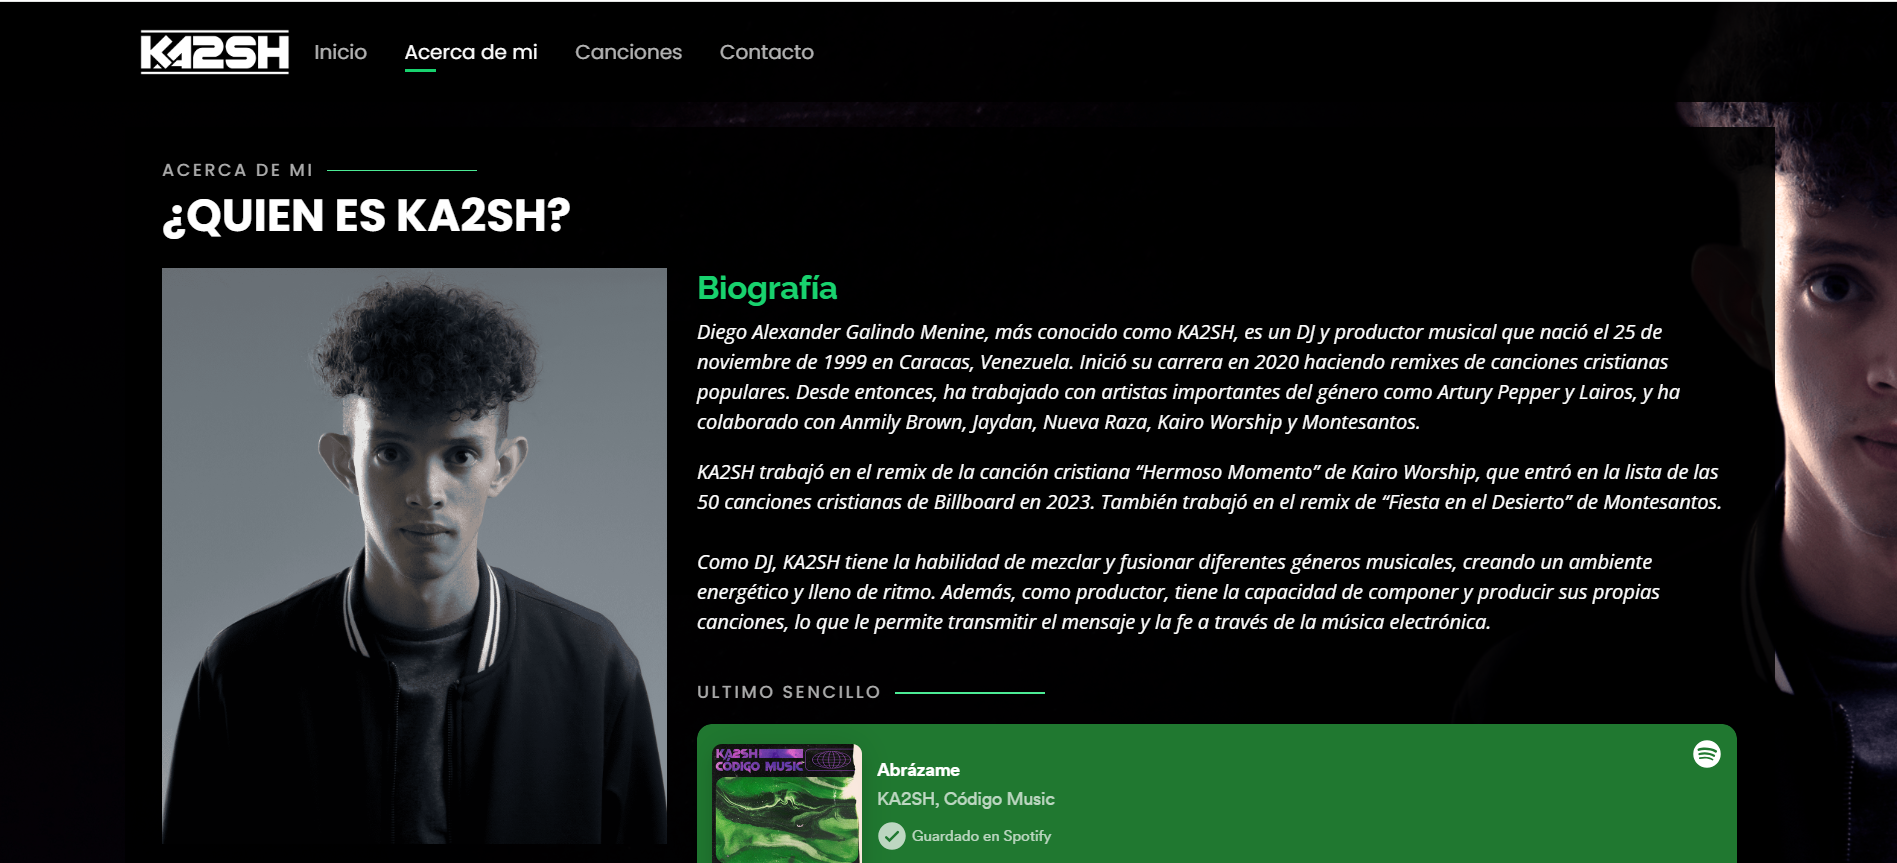 KA2SH
Inicio
Acerca de mi
Canciones
Contacto
ACERCA DE MI
¿QUIEN ES KA2SH?
Biografía
Diego Alexander Galindo Menine, más conocido como KA2SH, es un DJ y productor musical que nació el 25 de
noviembre de 1999 en Caracas, Venezuela. Inició su carrera en 2020 haciendo remixes de canciones cristianas
populares. Desde entonces, ha trabajado con artistas importantes del género como Artury Pepper y Lairos, y ha
colaborado con Anmily Brown, Jaydan, Nueva Raza, Kairo Worship y Montesantos.
KA2SH trabajó en el remix de la canción cristiana “Hermoso Momento” de Kairo Worship, que entró en la lista de las
50 canciones cristianas de Billboard en 2023. También trabajó en el remix de “Fiesta en el Desierto” de Montesantos.
Como DJ, KA2SH tiene la habilidad de mezclar y fusionar diferentes géneros musicales, creando un ambiente
energético y lleno de ritmo. Además, como productor, tiene la capacidad de componer y producir sus propias
canciones, lo que le permite transmitir el mensaje y la fe a través de la música electrónica.
ULTIMO SENCILLO
KA2SH
CÓDIGO MUSIC
Abrázame
KA2SH, Código Music
Guardado en Spotify